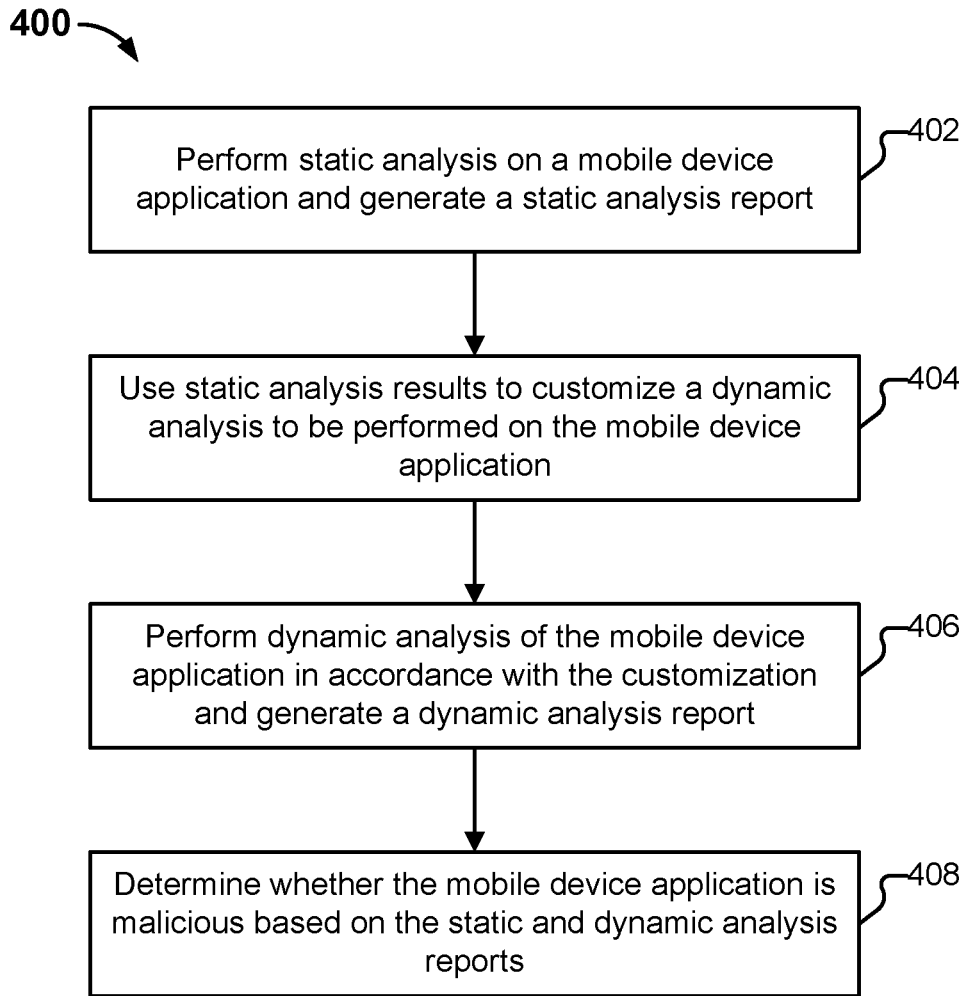 400
Perform static analysis on a mobile device
application and generate a static analysis report
402
Use static analysis results to customize a dynamic
analysis to be performed on the mobile device
application
404
Perform dynamic analysis of the mobile device
application in accordance with the customization
and generate a dynamic analysis report
406
Determine whether the mobile device application is
malicious based on the static and dynamic analysis
reports
408